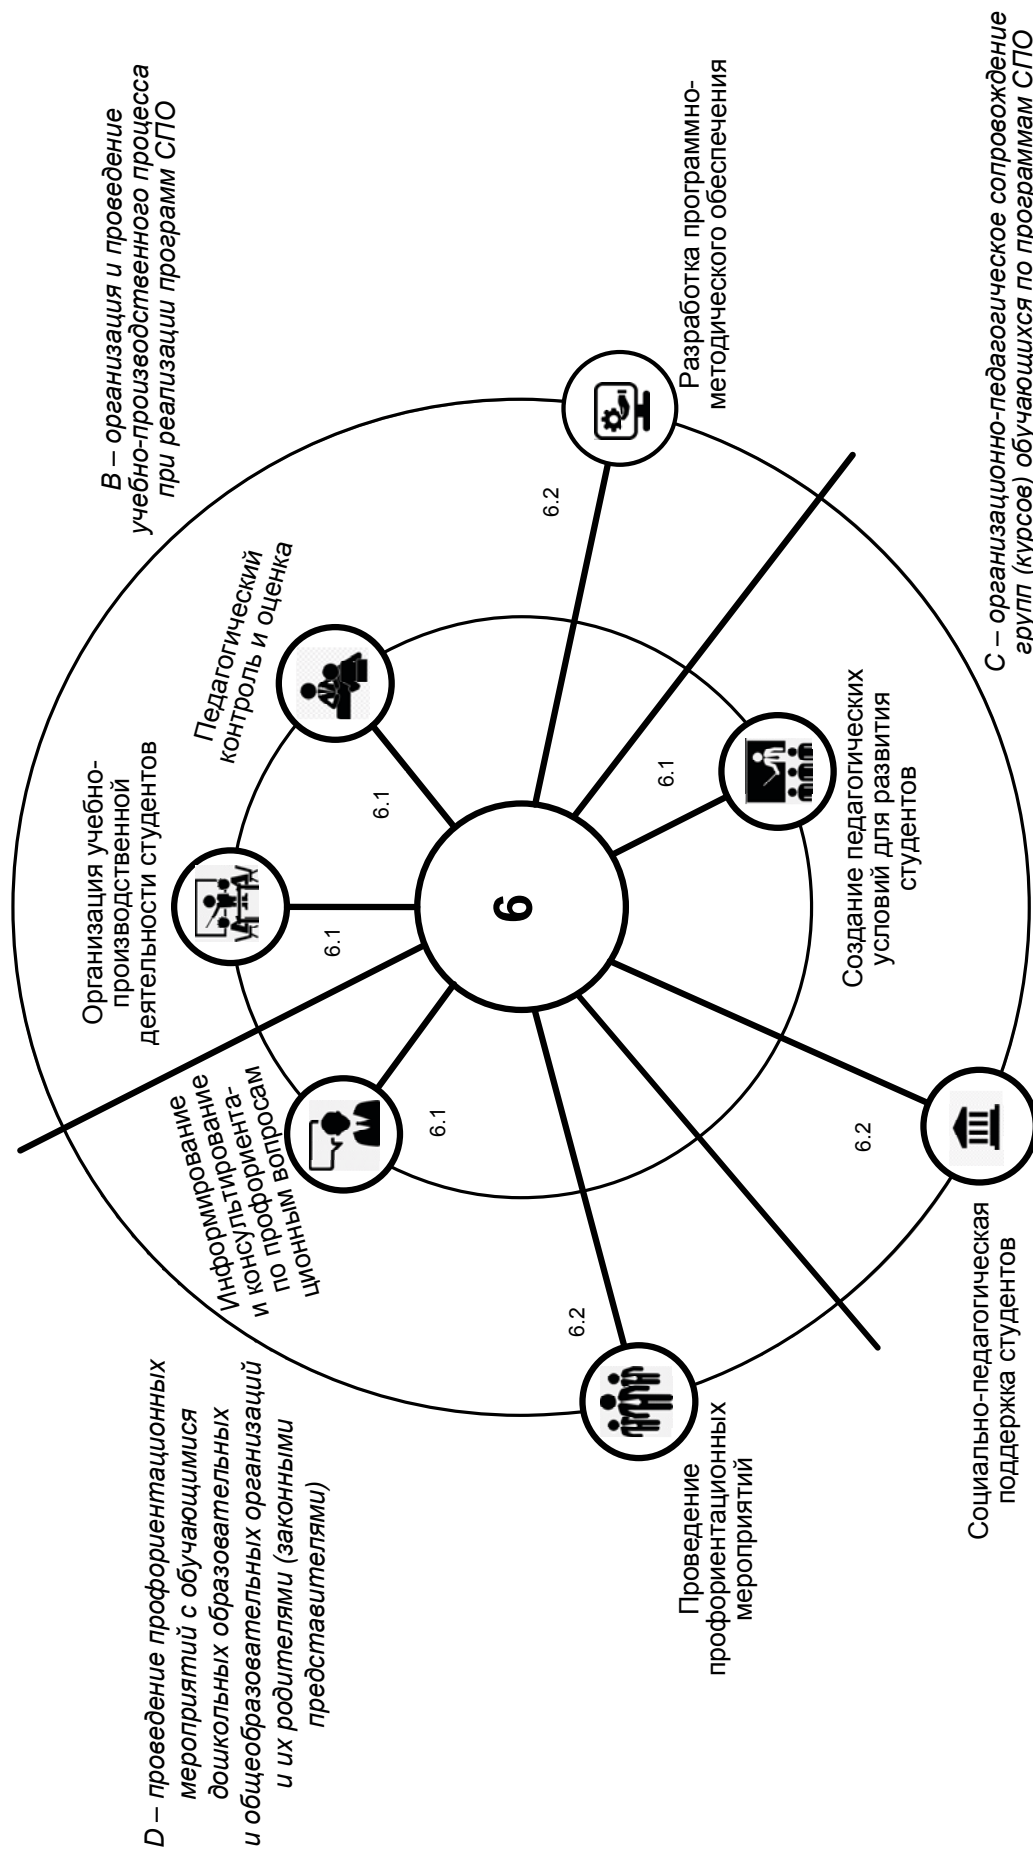 D – проведение профориентационных
мероприятий с обучающимися
дошкольных образовательных
и общеобразовательных организаций
и их родителями (законными
представителями)
B – организация и проведение
учебно-производственного процесса
при реализации программ СПО
Организация учебно-
производственной
деятельности студентов
Педагогический
контроль и оценка
Информирование
и консультирование
по профориента-
ционным вопросам
6.1
6.1
6.1
6.2
6.2
6
6.1
6.2
Проведение
профориентационных
мероприятий
Разработка программно-
методического обеспечения
Создание педагогических
условий для развития
студентов
Социально-педагогическая
поддержка студентов
C – организационно-педагогическое сопровождение
групп (курсов) обучающихся по программам СПО